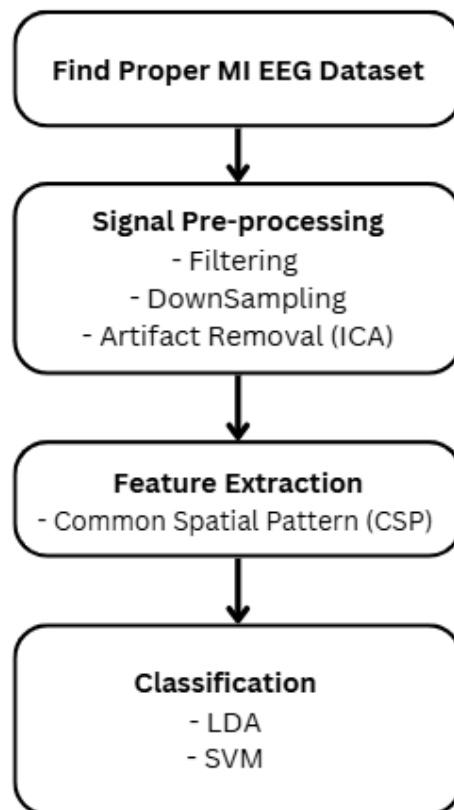 Find Proper MI EEG Dataset
Signal Pre-processing
- Filtering
- DownSampling
- Artifact Removal (ICA)
Feature Extraction
- Common Spatial Pattern (CSP)
Classification
- LDA
- SVM